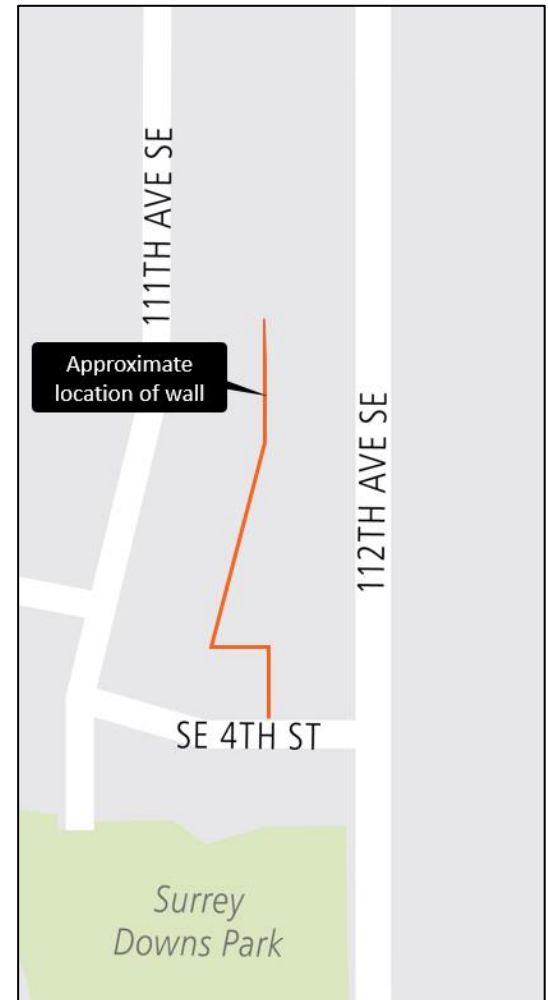 111TH AVE SE
Approximate
location of wall
112TH AVE SE
SE 4TH ST
Surrey
Downs Park